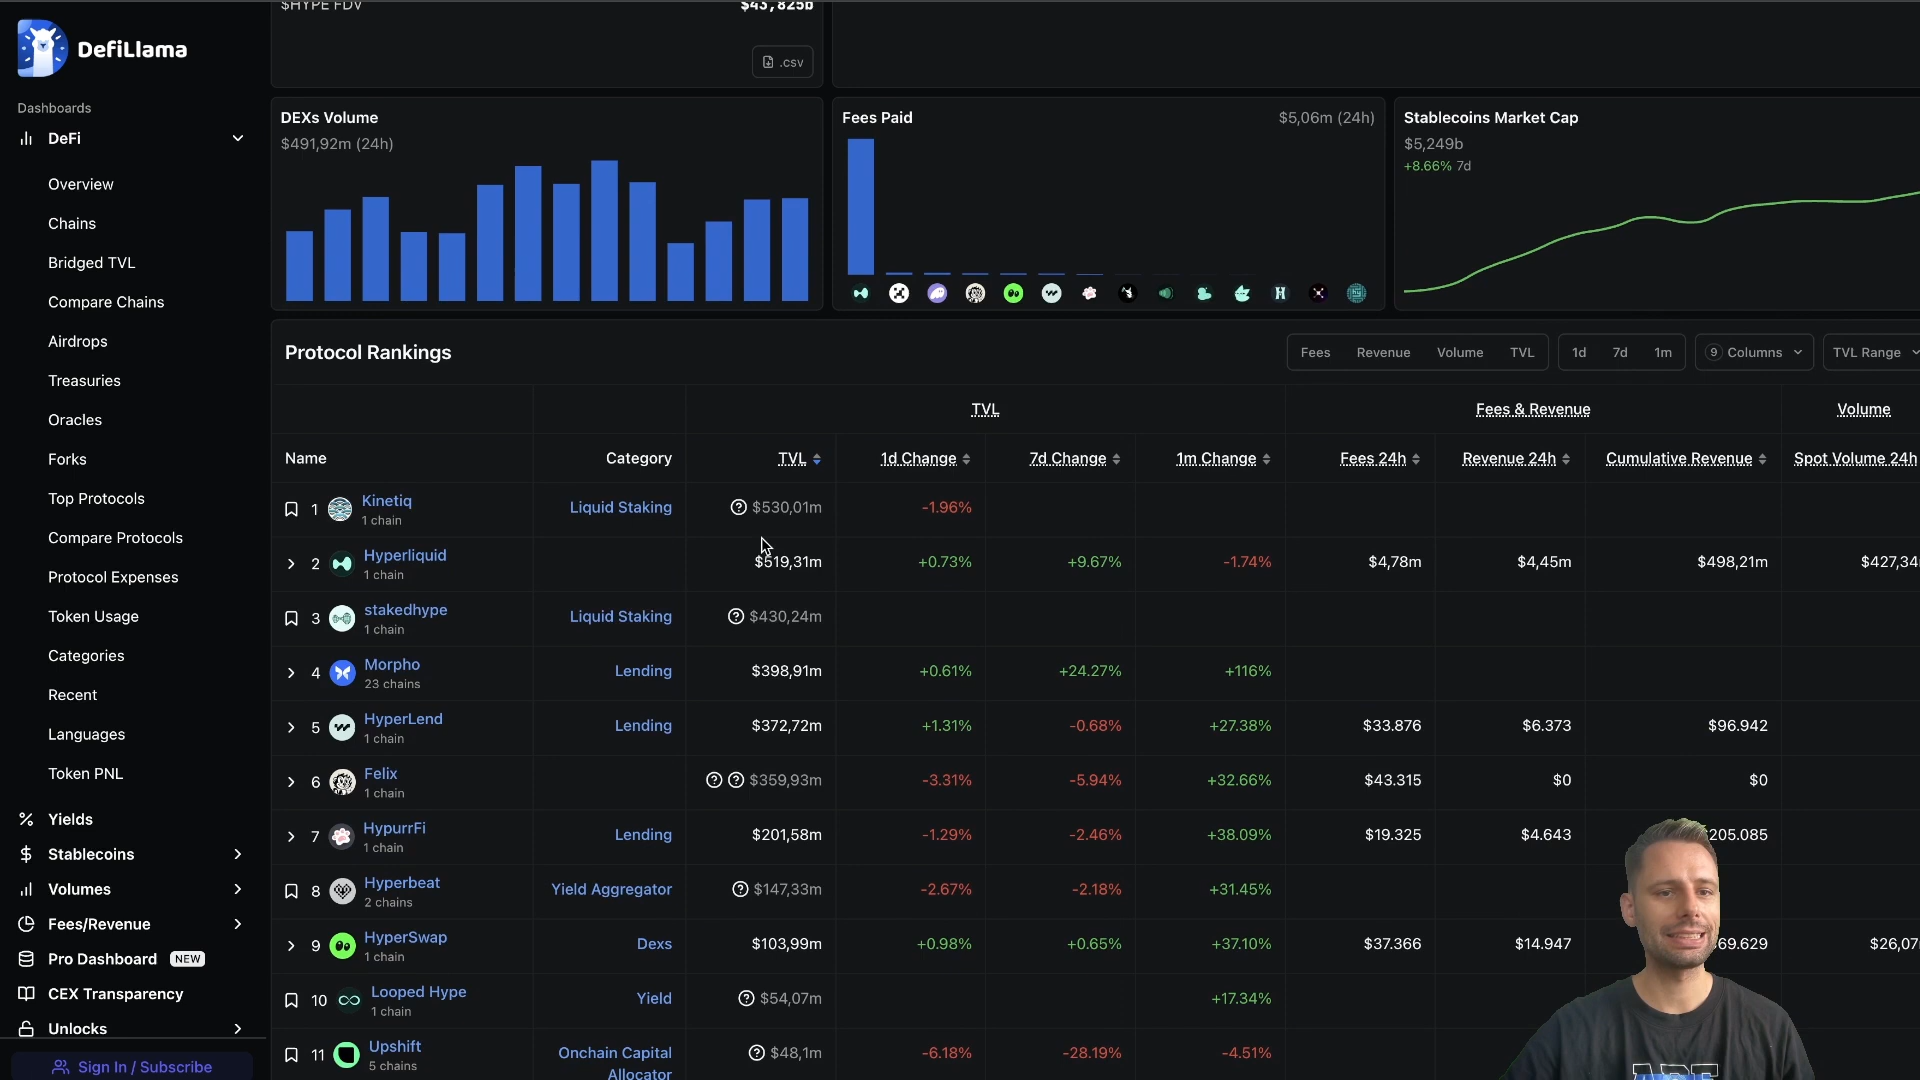 $HYPE FDV
$43,825b
.csv
DefiLlama
Dashboards
DeFi
Overview
Chains
Bridged TVL
Compare Chains
Airdrops
Treasuries
Oracles
Forks
Top Protocols
Compare Protocols
Protocol Expenses
Token Usage
Categories
Recent
Languages
Token PNL
Yields
Stablecoins
Volumes
Fees/Revenue
Pro Dashboard NEW
CEX Transparency
Unlocks
Sign In / Subscribe
DEXs Volume
$491,92m (24h)
Fees Paid
$5,06m (24h)
Stablecoins Market Cap
$5,249b
+8.66% 7d
Protocol Rankings
Fees Revenue Volume TVL
1d 7d 1m
9 Columns
TVL Range
TVL Fees & Revenue Volume
Name Category TVL 1d Change 7d Change 1m Change Fees 24h Revenue 24h Cumulative Revenue Spot Volume 24h
1 Kinetiq Liquid Staking $530,01m -1.96%
1 chain
2 Hyperliquid $519,31m +0.73% +9.67% -1.74% $4,78m $4,45m $498,21m $427,34
1 chain
3 stakedhype Liquid Staking $430,24m
1 chain
4 Morpho Lending $398,91m +0.61% +24.27% +116%
23 chains
5 HyperLend Lending $372,72m +1.31% -0.68% +27.38% $33.876 $6.373 $96.942
1 chain
6 Felix $359,93m -3.31% -5.94% +32.66% $43.315 $0 $0
1 chain
7 HypurrFi Lending $201,58m -1.29% -2.46% +38.09% $19.325 $4.643 205.085
1 chain
8 Hyperbeat Yield Aggregator $147,33m -2.67% -2.18% +31.45%
2 chains
9 HyperSwap Dexs $103,99m +0.98% +0.65% +37.10% $37.366 $14.947 69.629 $26,07
1 chain
10 Looped Hype Yield $54,07m +17.34%
1 chain
11 Upshift Onchain Capital Allocator $48,1m -6.18% -28.19% -4.51%
5 chains